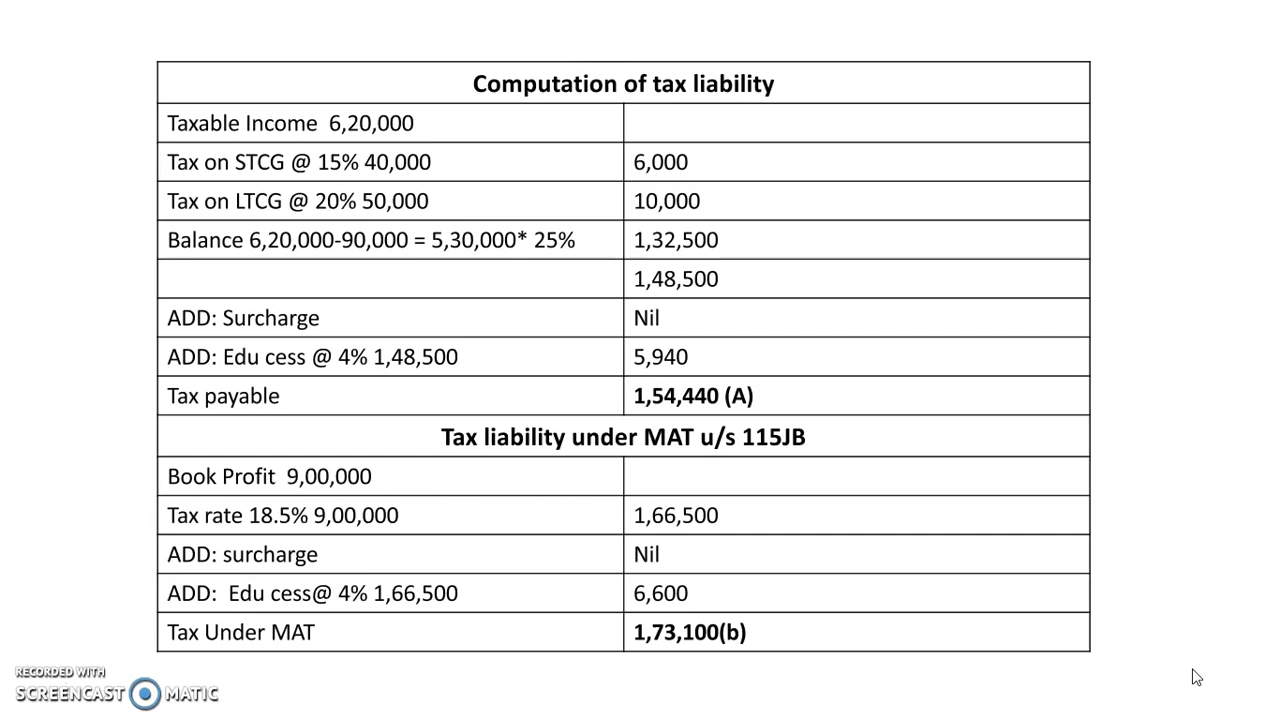 Computation of tax liability
Taxable Income 6,20,000
Tax on STCG @ 15% 40,000 6,000
Tax on LTCG @ 20% 50,000 10,000
Balance 6,20,000-90,000 = 5,30,000* 25% 1,32,500
1,48,500
ADD: Surcharge Nil
ADD: Edu cess @ 4% 1,48,500 5,940
Tax payable 1,54,440 (A)
Tax liability under MAT u/s 115JB
Book Profit 9,00,000
Tax rate 18.5% 9,00,000 1,66,500
ADD: surcharge Nil
ADD: Edu cess@ 4% 1,66,500 6,600
Tax Under MAT 1,73,100(b)
RECORDED WITH
SCREENCAST MATIC